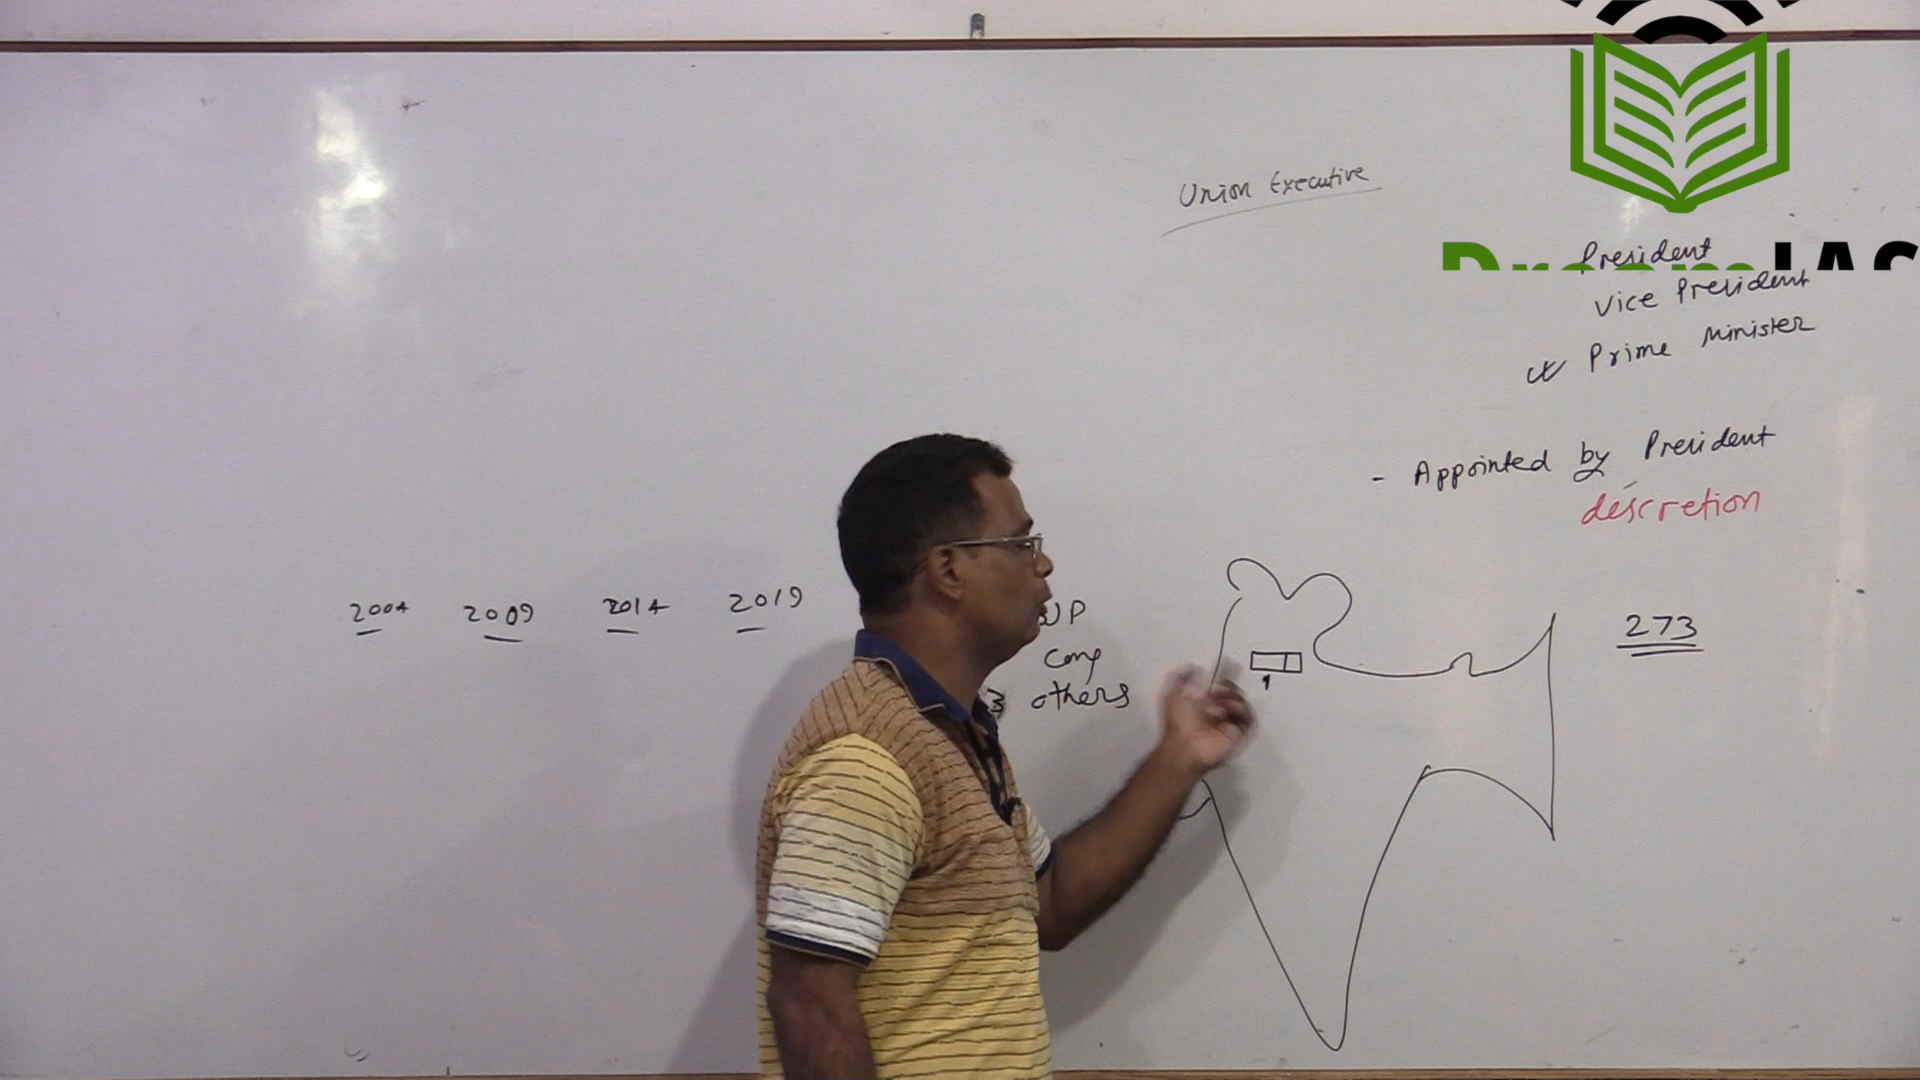 Union Executive
President
Vice President
Prime Minister
- Appointed by President
descretion
2004 2009 2014 2019
JP
Cong
3 others
273